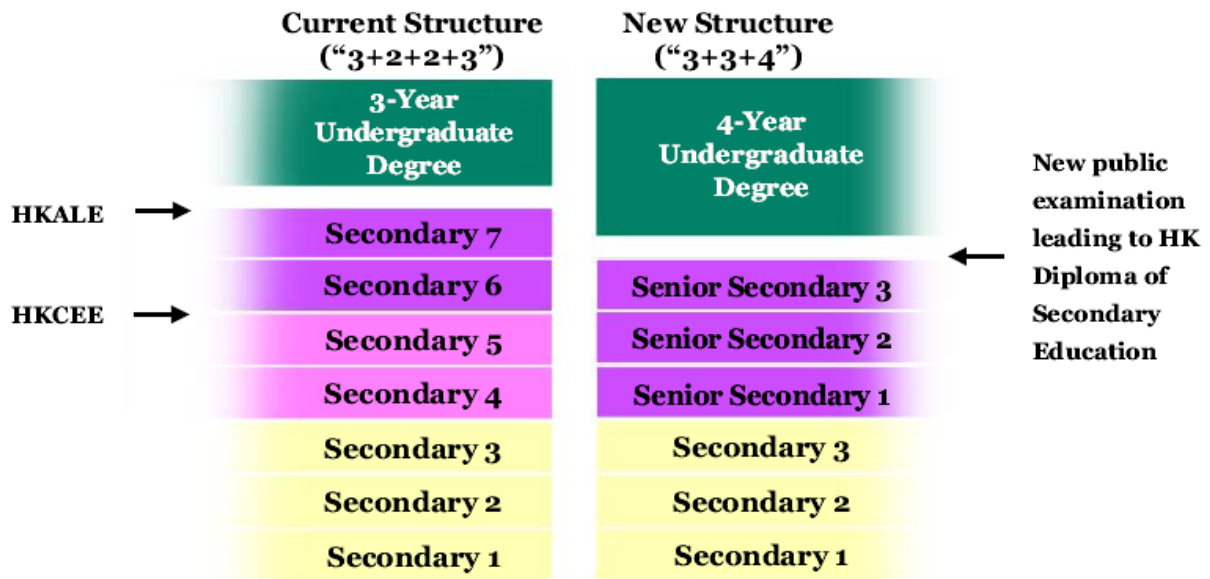 Current Structure
("3+2+2+3")
New Structure
("3+3+4")
3-Year
Undergraduate
Degree
4-Year
Undergraduate
Degree
HKALE
Secondary 7
Secondary 6
HKCEE
Secondary 5
Secondary 4
Secondary 3
Secondary 2
Secondary 1
Senior Secondary 3
Senior Secondary 2
Senior Secondary 1
Secondary 3
Secondary 2
Secondary 1
New public
examination
leading to HK
Diploma of
Secondary
Education